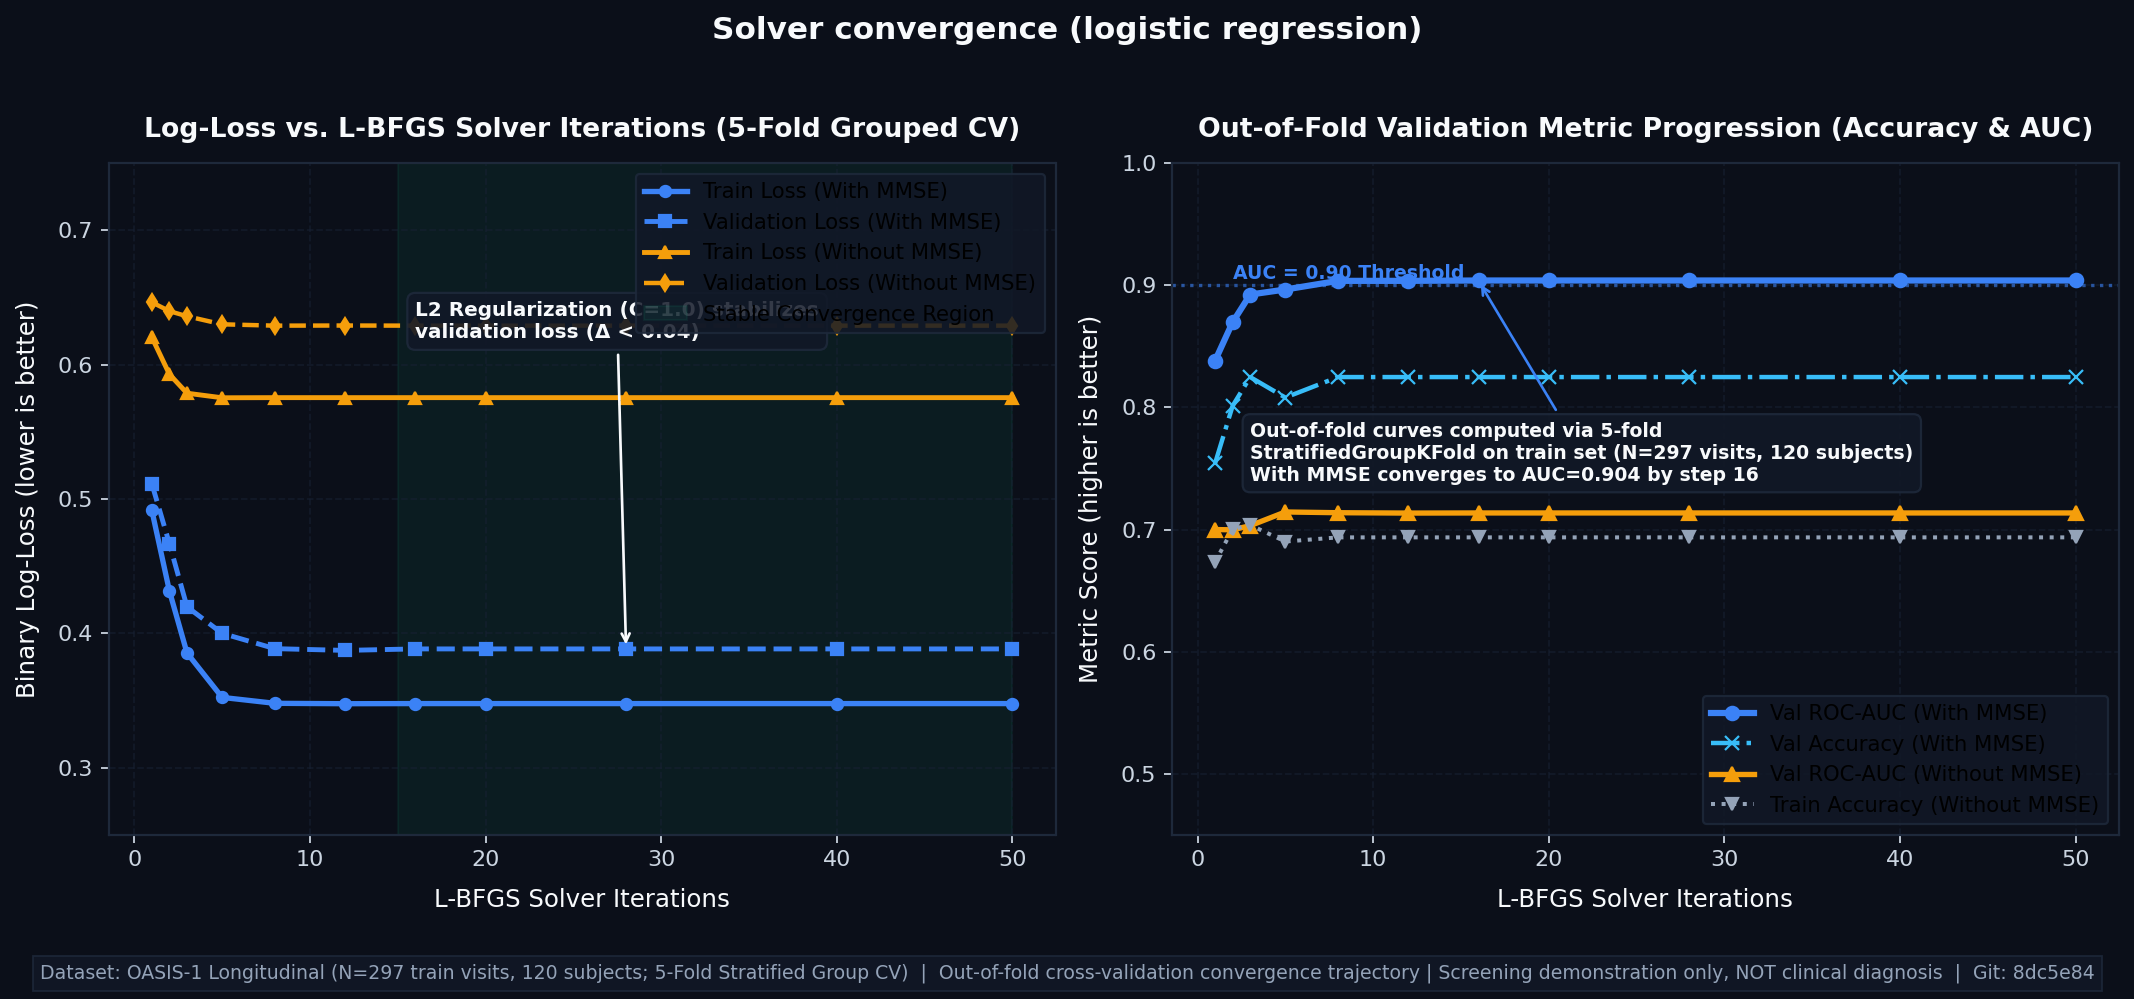 Solver convergence (logistic regression)
Log-Loss vs. L-BFGS Solver Iterations (5-Fold Grouped CV)
Binary Log-Loss (lower is better)
0.7
0.6
0.5
0.4
0.3
Train Loss (With MMSE)
Validation Loss (With MMSE)
Train Loss (Without MMSE)
Validation Loss (Without MMSE)
Stable Convergence Region
L2 Regularization (C=1.0) stabilizes
validation loss (Δ < 0.04)
0 10 20 30 40 50
L-BFGS Solver Iterations
Out-of-Fold Validation Metric Progression (Accuracy & AUC)
Metric Score (higher is better)
1.0
0.9
0.8
0.7
0.6
0.5
AUC = 0.90 Threshold
Out-of-fold curves computed via 5-fold
StratifiedGroupKFold on train set (N=297 visits, 120 subjects)
With MMSE converges to AUC=0.904 by step 16
Val ROC-AUC (With MMSE)
Val Accuracy (With MMSE)
Val ROC-AUC (Without MMSE)
Train Accuracy (Without MMSE)
0 10 20 30 40 50
L-BFGS Solver Iterations
Dataset: OASIS-1 Longitudinal (N=297 train visits, 120 subjects; 5-Fold Stratified Group CV) | Out-of-fold cross-validation convergence trajectory | Screening demonstration only, NOT clinical diagnosis | Git: 8dc5e84